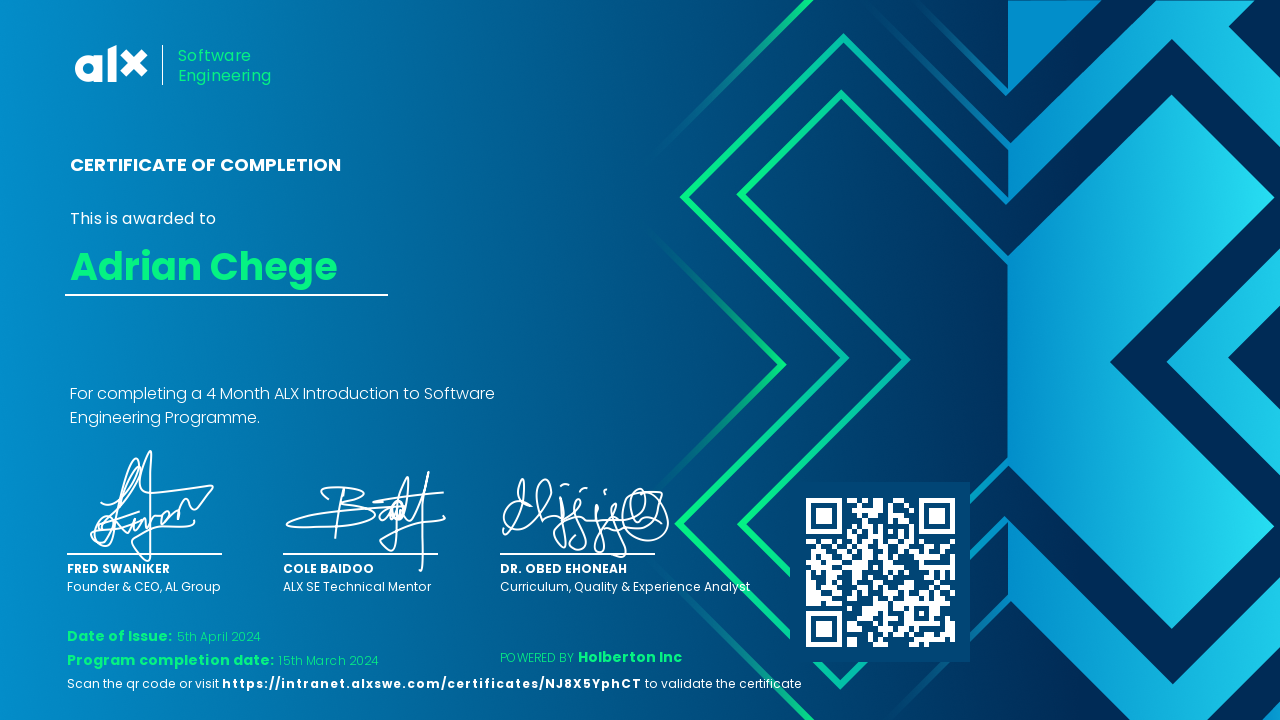 alx
Software
Engineering
CERTIFICATE OF COMPLETION
This is awarded to
Adrian Chege
For completing a 4 Month ALX Introduction to Software
Engineering Programme.
FRED SWANIKER
Founder & CEO, AL Group
COLE BAIDOO
ALX SE Technical Mentor
DR. OBED EHONEAH
Curriculum, Quality & Experience Analyst
Date of Issue: 5th April 2024
Program completion date: 15th March 2024
POWERED BY Holberton Inc
Scan the qr code or visit https://intranet.alxswe.com/certificates/NJ8X5YphCT to validate the certificate